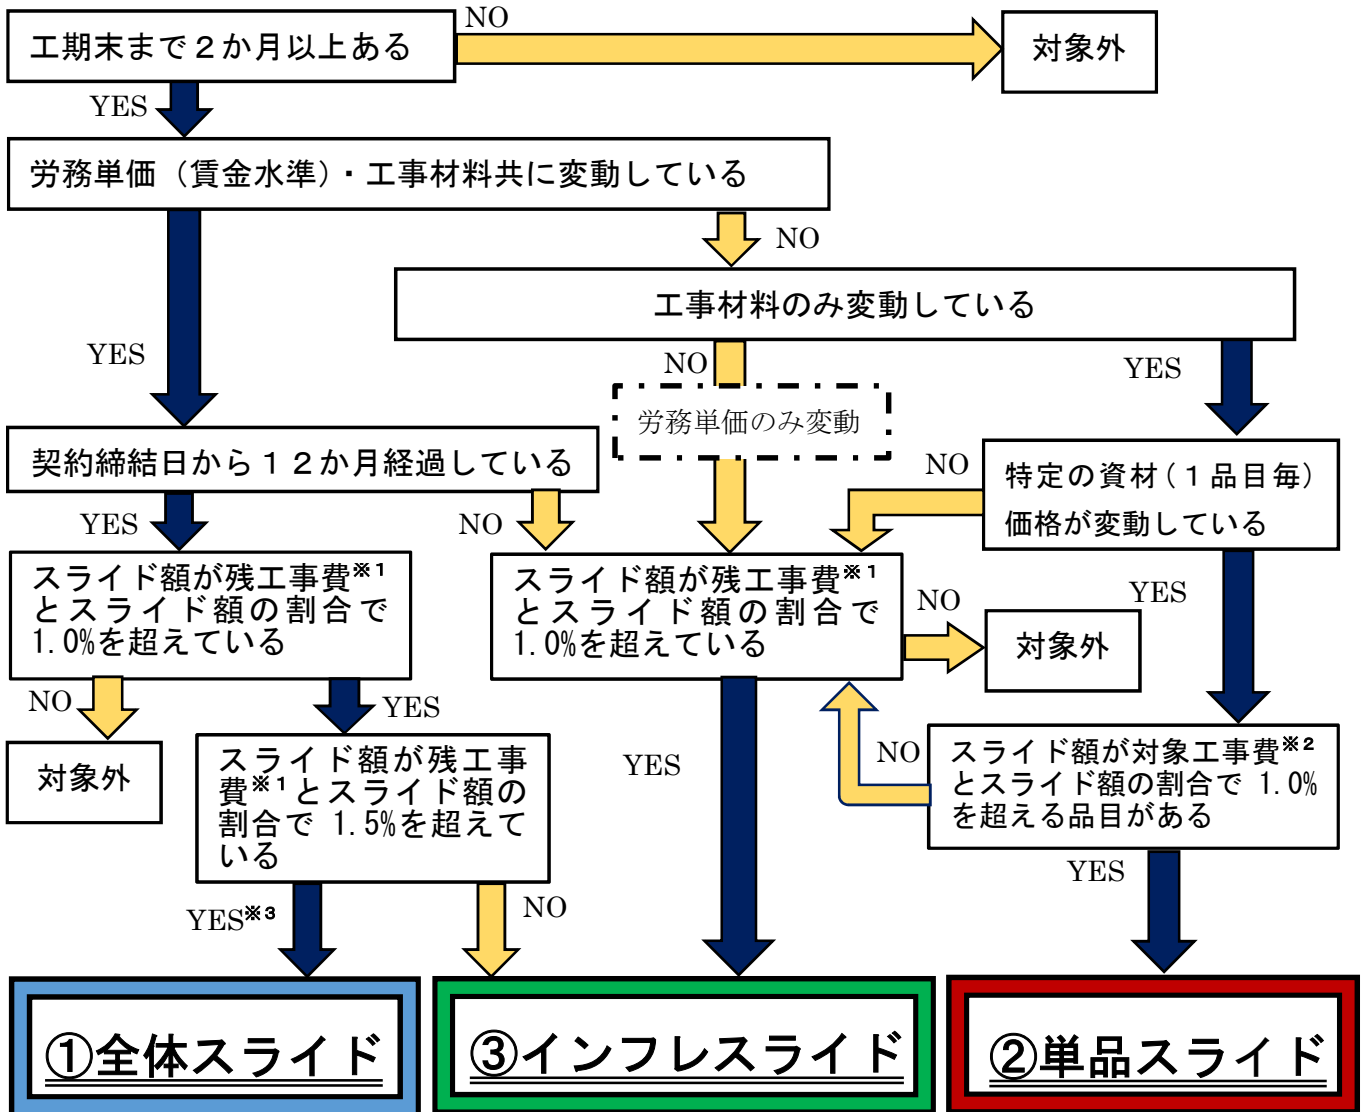 工期末まで２か月以上ある
NO
対象外
YES
労務単価（賃金水準）・工事材料共に変動している
NO
工事材料のみ変動している
YES
NO
YES
労務単価のみ変動
契約締結日から１２か月経過している
NO
特定の資材（１品目毎）
価格が変動している
YES
NO
スライド額が残工事費※1
とスライド額の割合で
1.0%を超えている
スライド額が残工事費※1
とスライド額の割合で
1.0%を超えている
NO
対象外
YES
NO
YES
対象外
スライド額が残工事
費※1とスライド額の
割合で 1.5%を超えて
いる
YES
NO
スライド額が対象工事費※2
とスライド額の割合で 1.0%
を超える品目がある
YES
YES※3
NO
①全体スライド
③インフレスライド
②単品スライド